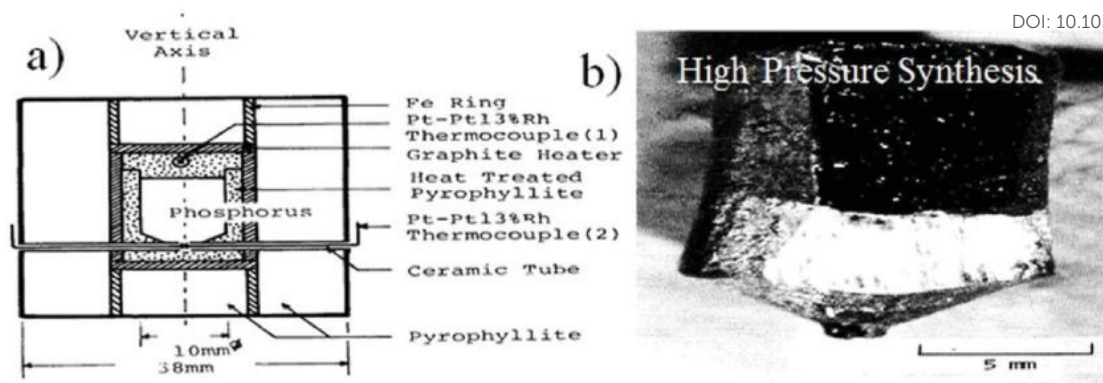 DOI: 10.10
Vertical
Axis
a)
Fe Ring
Pt-Pt13%Rh
Thermocouple(1)
Graphite Heater
Heat Treated
Pyrophyllite
Phosphorus
Pt-Pt13%Rh
Thermocouple(2)
Ceramic Tube
Pyrophyllite
10mmφ
38mm
b)
High Pressure Synthesis
5 mm